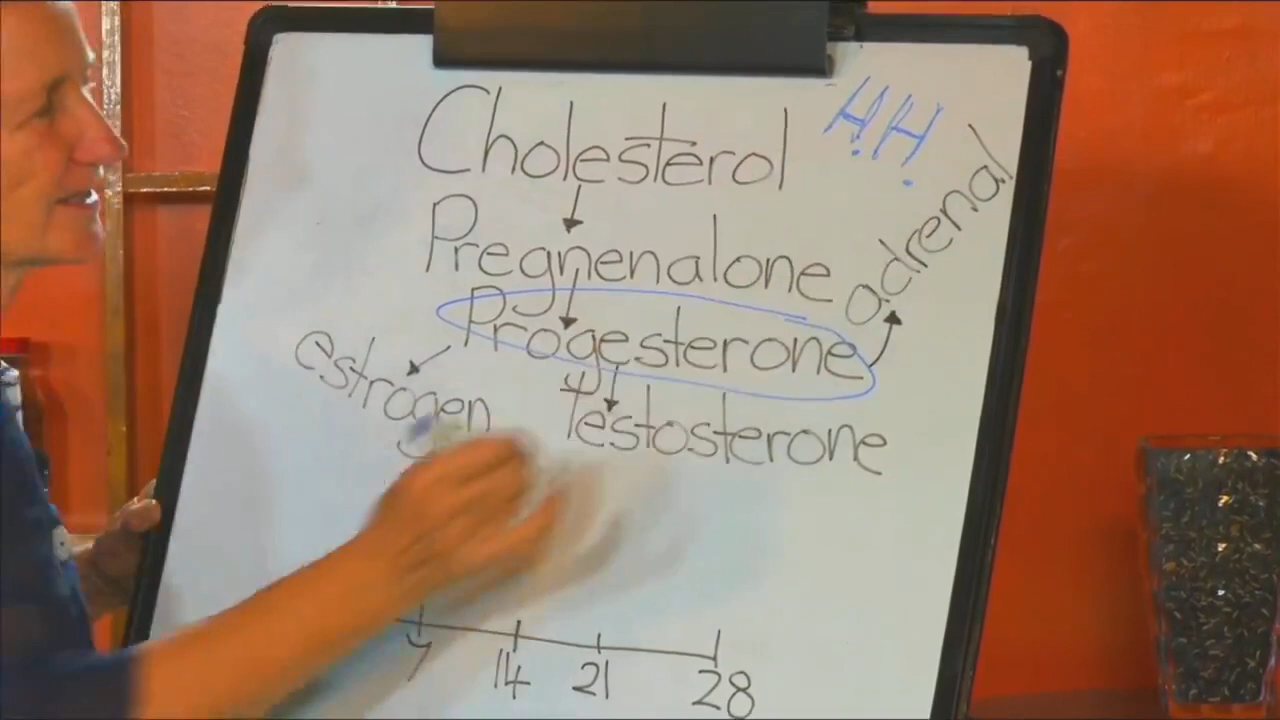 Cholesterol
H.H.
Pregnenalone
adrenal
Progesterone
estrogen
Testosterone
7 14 21 28